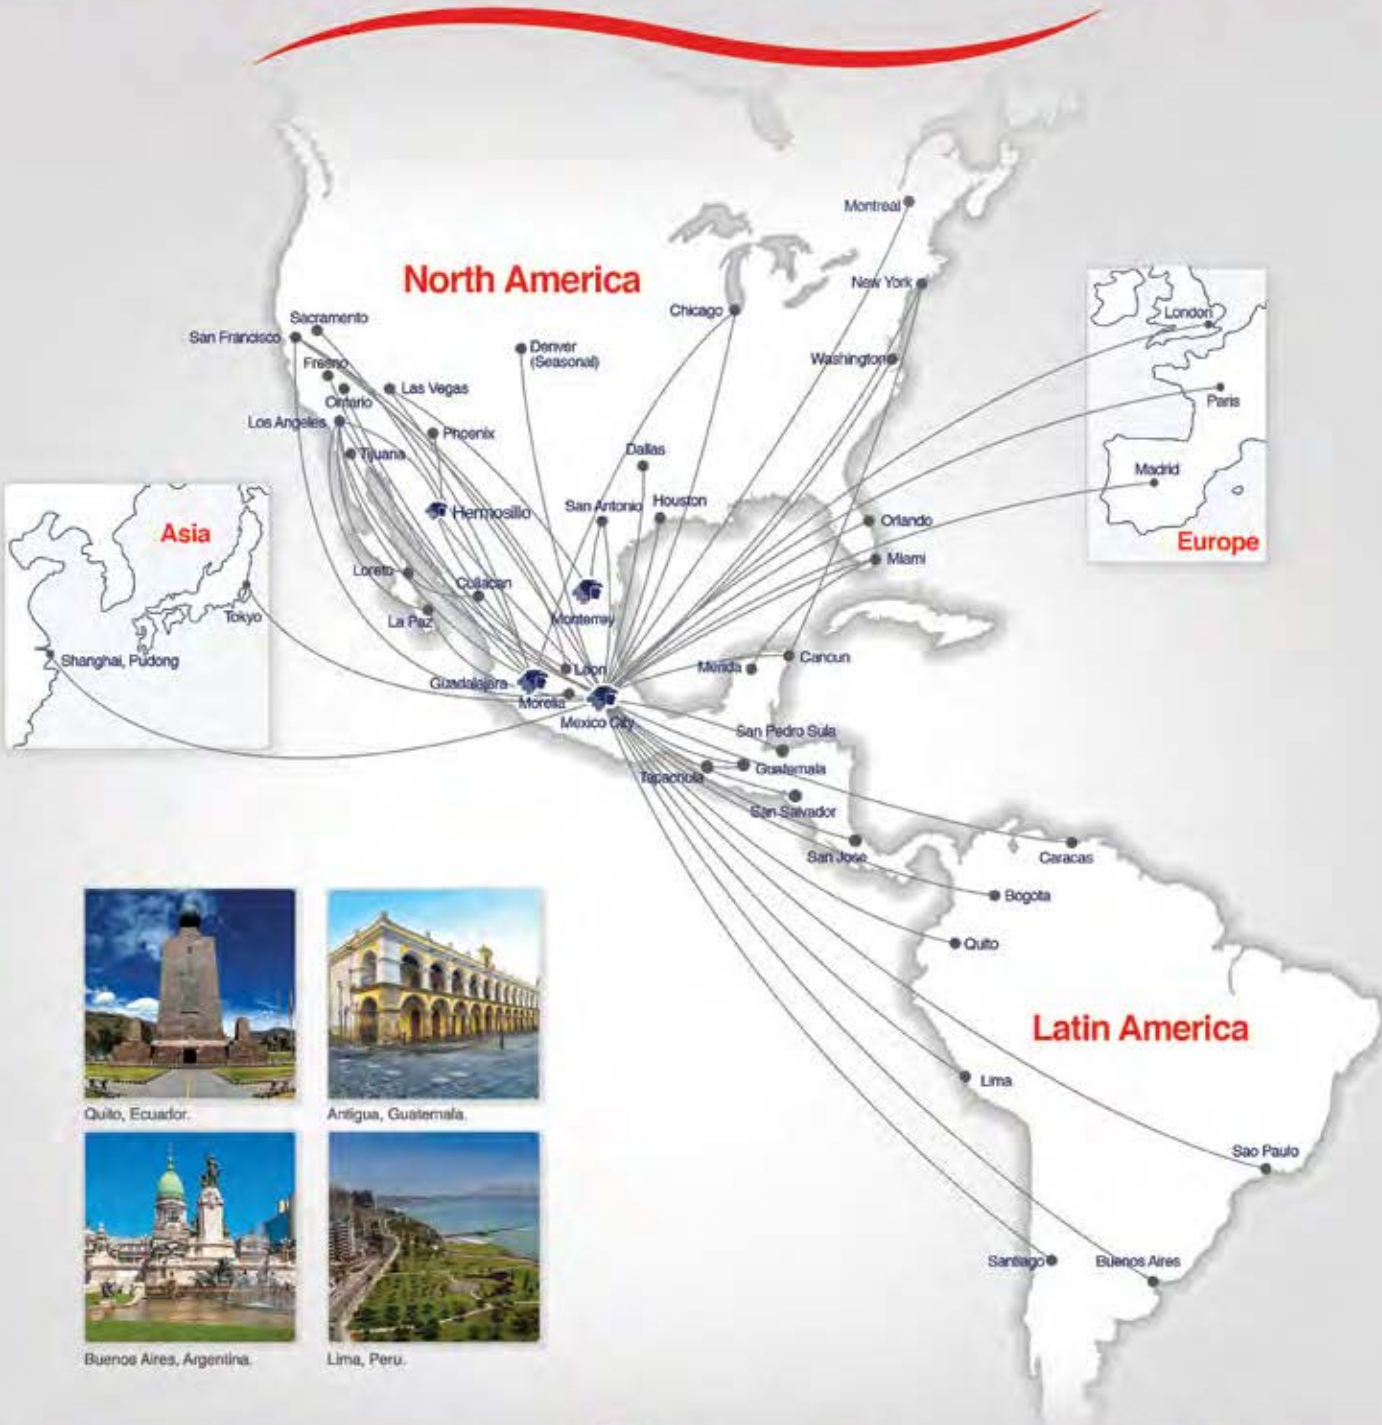 Montreal
North America
New York
Chicago
Sacramento
San Francisco
Denver
(Seasonal)
Washington
London
Fresno
Las Vegas
Ontario
Paris
Los Angeles
Phoenix
Tijuana
Dallas
Madrid
San Antonio
Houston
Hermosillo
Orlando
Asia
Europe
Miami
Loreto
Culiacan
Tokyo
La Paz
Monterrey
Shanghai, Pudong
Leon
Merida
Cancun
Guadalajara
Morelia
Mexico City
San Pedro Sula
Guatemala
Tapachula
San Salvador
San Jose
Caracas
Bogota
Quito
Latin America
Lima
Quito, Ecuador.
Antigua, Guatemala.
Sao Paulo
Santiago
Buenos Aires
Buenos Aires, Argentina.
Lima, Peru.